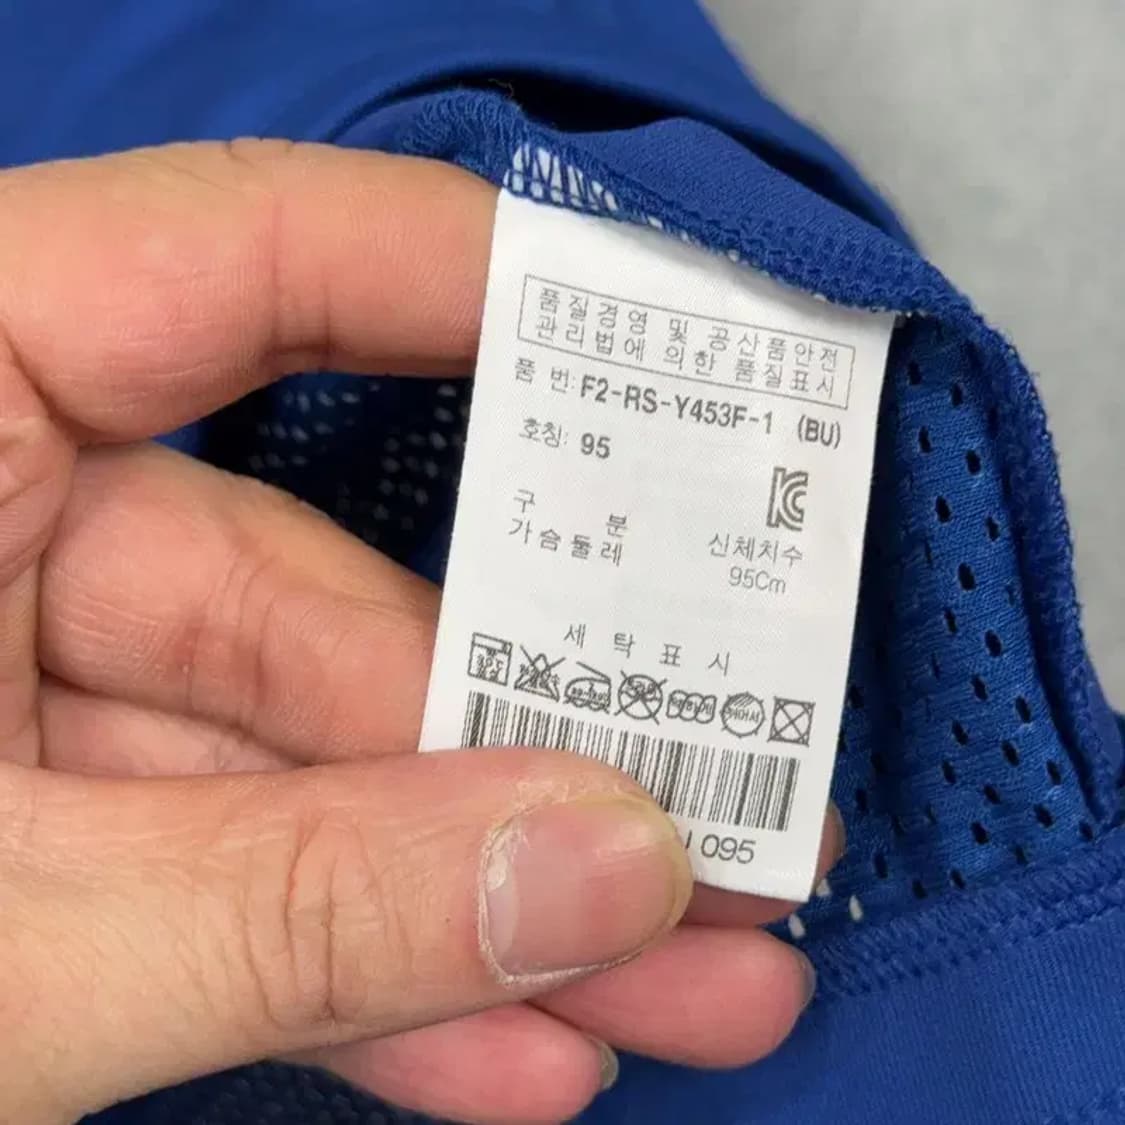 품질경영 및 공산품안전
관리법에 의한 품질표시
품 번: F2-RS-Y453F-1 (BU)
호칭: 95
구 분 신체치수
가슴둘레 95Cm
세 탁 표 시
095